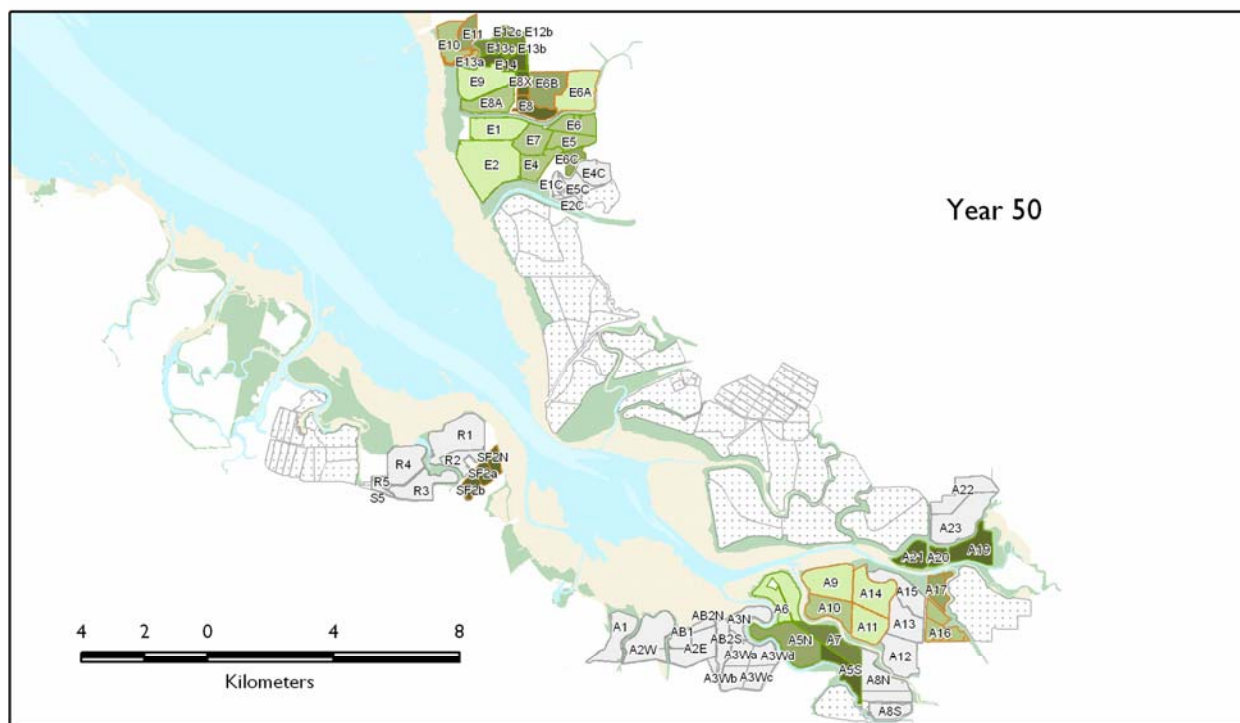 E10 E11 E12c E12b
E13c E13b
E13a E14
E9 E8X E6B
E6A
E8A E8
E1 E6
E7 E5
E2 E4 E6C
E4C
E1C E5C
E2C
Year 50
R1
R2 SF2N
R4 SF2a
R5 R3 SF2b
S5
A22
A23
A21 A20 A19
A9 A14 A15 A17
A6 A10
A11 A13 A16
A1 AB1 AB2N A3N
A2W A2E AB2S A5N A7
A3Wa A3Wd A12
A3Wb A3Wc A5S A8N
A8S
4 2 0 4 8
Kilometers